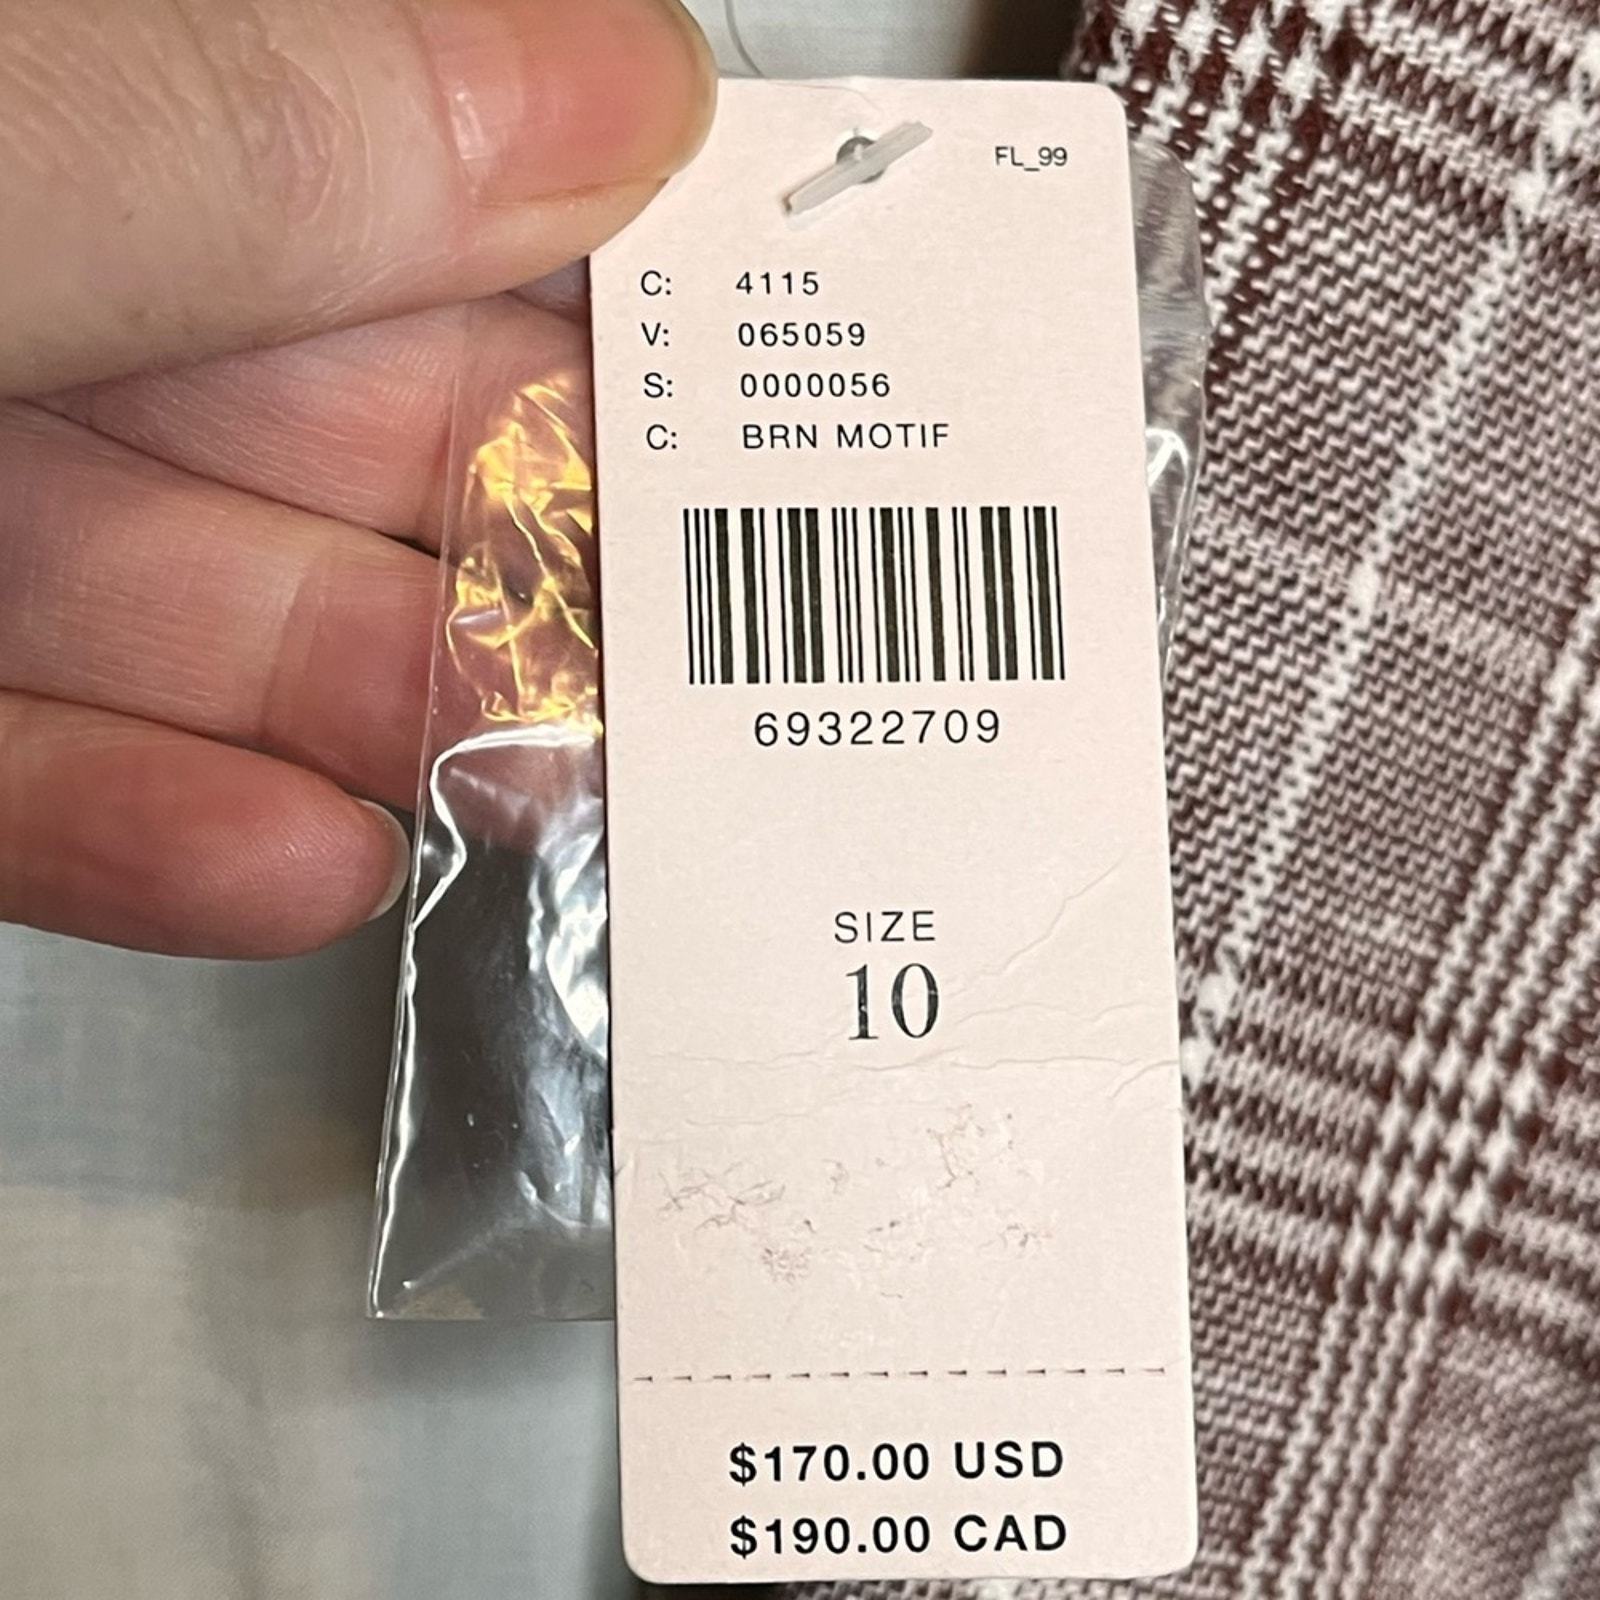 FL_99
C: 4115
V: 065059
S: 0000056
C: BRN MOTIF
69322709
SIZE
10
$170.00 USD
$190.00 CAD